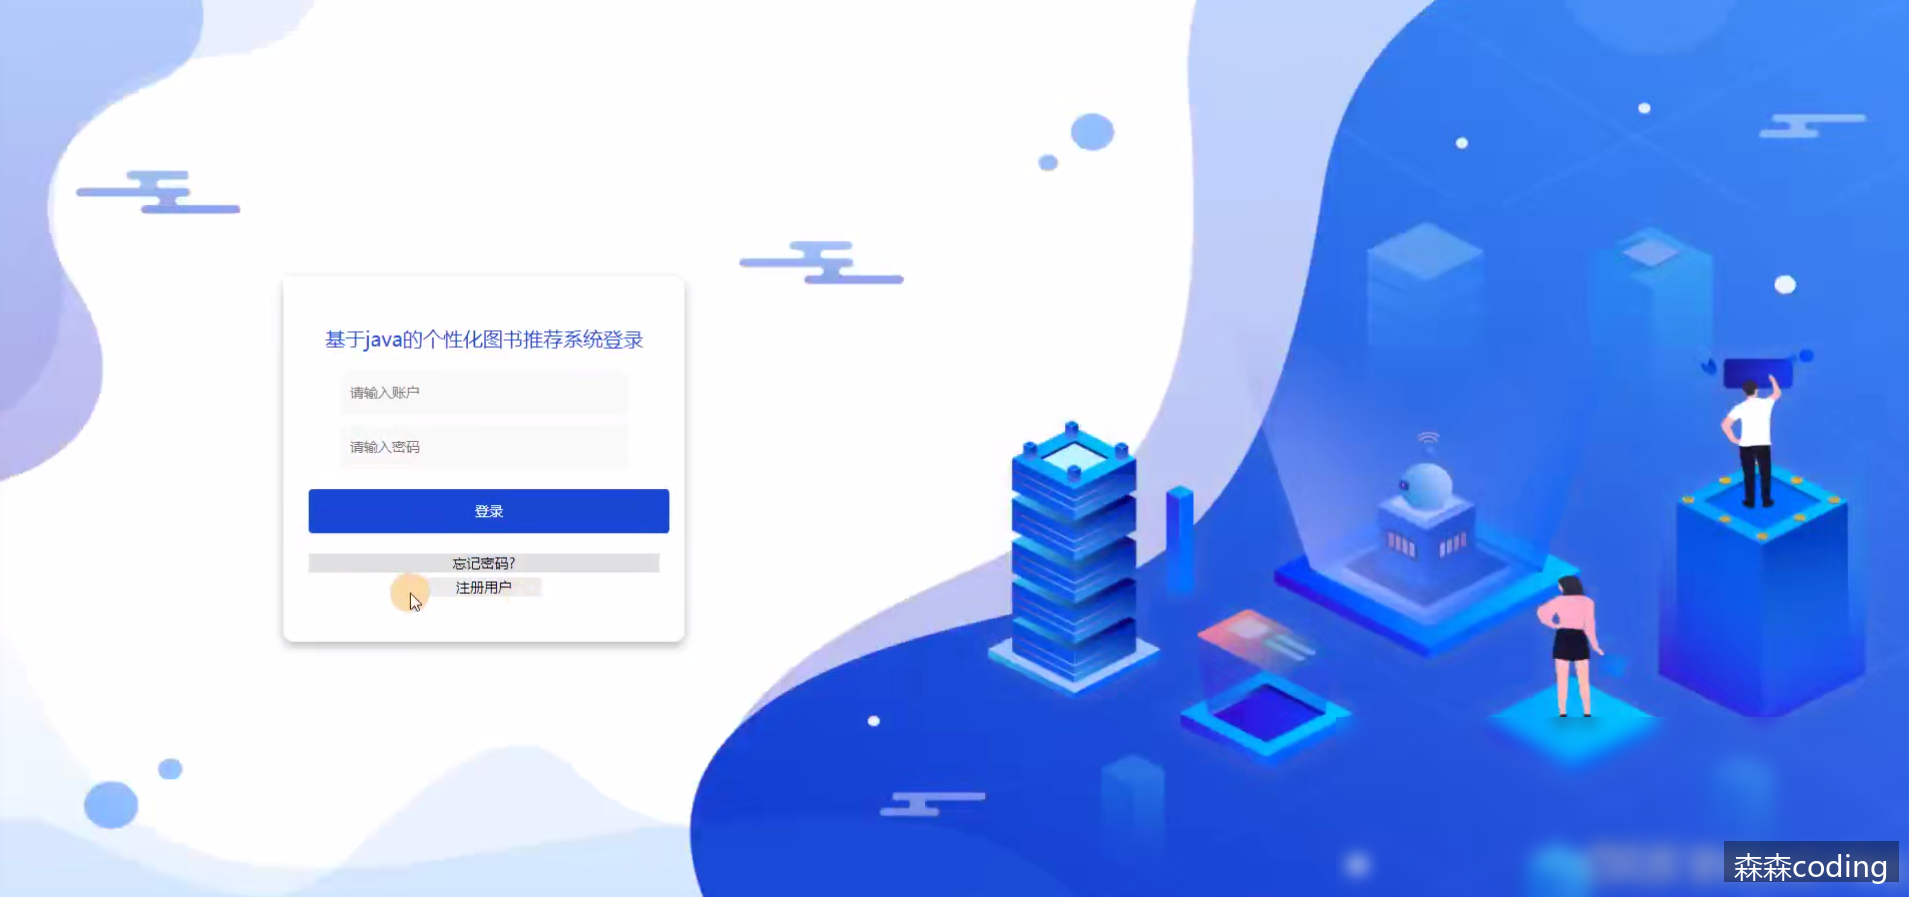 基于java的个性化图书推荐系统登录
请输入账户
请输入密码
登录
忘记密码?
注册用户
森森coding